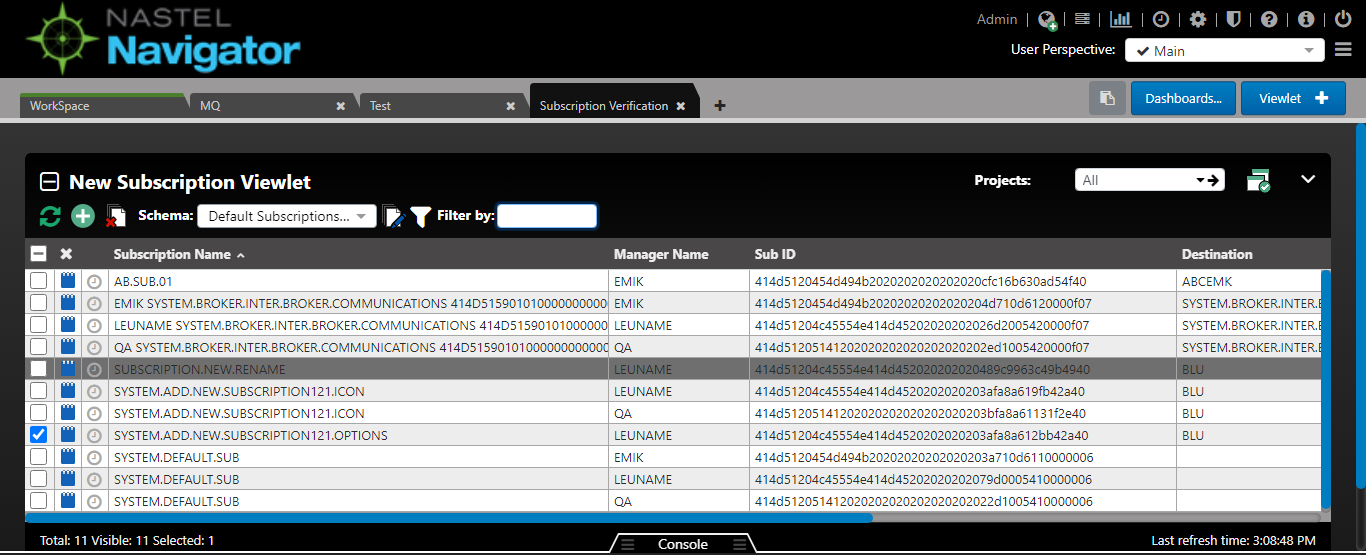 NASTEL
Navigator
Admin
User Perspective: Main
WorkSpace MQ Test Subscription Verification Dashboards... Viewlet
New Subscription Viewlet Projects: All
Schema: Default Subscriptions... Filter by:
Subscription Name Manager Name Sub ID Destination
AB.SUB.01 EMIK 414d5120454d494b2020202020202020cfc16b630ad54f40 ABCEMK
EMIK SYSTEM.BROKER.INTER.BROKER.COMMUNICATIONS 414D51590101000000000 EMIK 414d5120454d494b20202020202020204d710d6120000f07 SYSTEM.BROKER.INTER.B
LEUNAME SYSTEM.BROKER.INTER.BROKER.COMMUNICATIONS 414D51590101000000 LEUNAME 414d51204c45554e414d45202020202026d2005420000f07 SYSTEM.BROKER.INTER.B
QA SYSTEM.BROKER.INTER.BROKER.COMMUNICATIONS 414D51590101000000000000 QA 414d51205141202020202020202020202ed1005420000f07 SYSTEM.BROKER.INTER.B
SUBSCRIPTION.NEW.RENAME LEUNAME 414d51204c45554e414d452020202020489c9963c49b4940 BLU
SYSTEM.ADD.NEW.SUBSCRIPTION121.ICON LEUNAME 414d51204c45554e414d4520202020203afa8a619fb42a40 BLU
SYSTEM.ADD.NEW.SUBSCRIPTION121.ICON QA 414d51205141202020202020202020203bfa8a61131f2e40 BLU
SYSTEM.ADD.NEW.SUBSCRIPTION121.OPTIONS LEUNAME 414d51204c45554e414d4520202020203afa8a612bb42a40 BLU
SYSTEM.DEFAULT.SUB EMIK 414d5120454d494b20202020202020203a710d6110000006
SYSTEM.DEFAULT.SUB LEUNAME 414d51204c45554e414d45202020202079d0005410000006
SYSTEM.DEFAULT.SUB QA 414d512051412020202020202020202022d1005410000006
Total: 11 Visible: 11 Selected: 1 Console Last refresh time: 3:08:48 PM